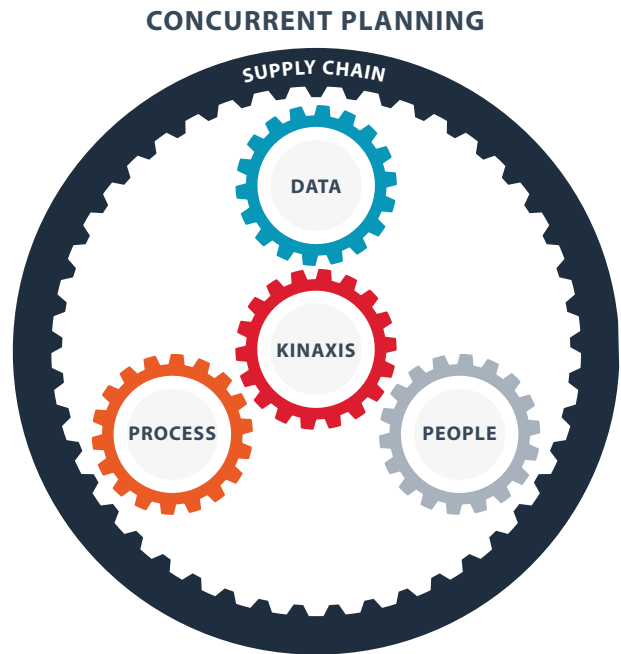 CONCURRENT PLANNING
SUPPLY CHAIN
DATA
KINAXIS
PROCESS
PEOPLE